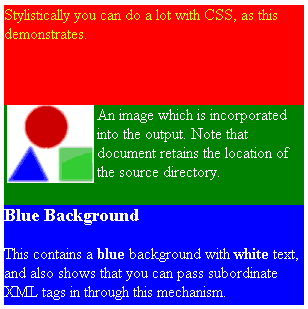 Stylistically you can do a lot with CSS, as this
demonstrates.
An image which is incorporated
into the output. Note that
document retains the location of
the source directory.
Blue Background
This contains a blue background with white text,
and also shows that you can pass subordinate
XML tags in through this mechanism.